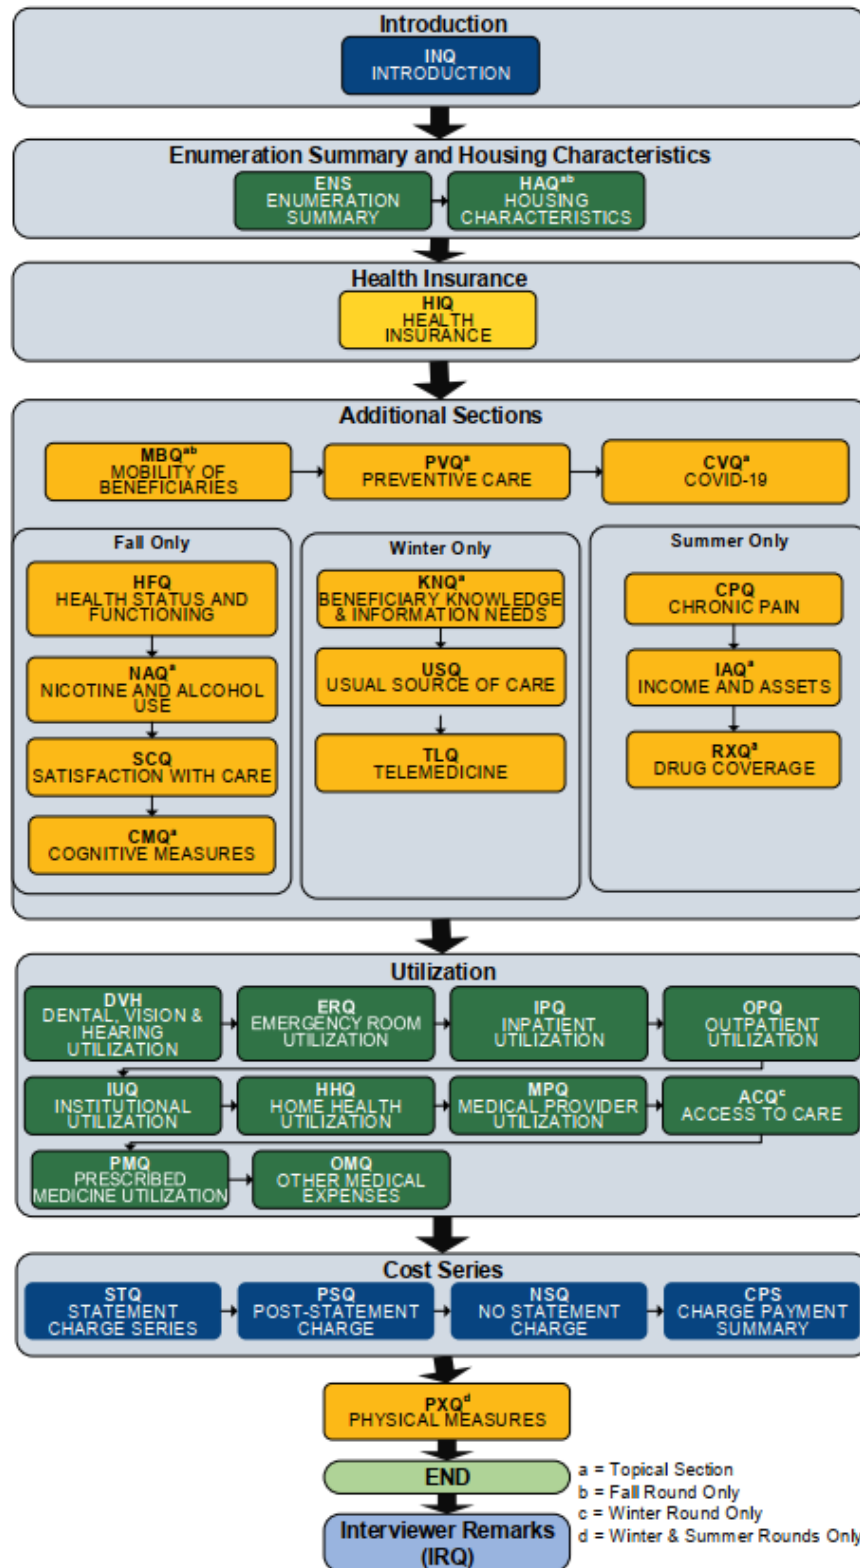 Introduction
INQ
INTRODUCTION
Enumeration Summary and Housing Characteristics
ENS
ENUMERATION
SUMMARY
HAQᵃᵇ
HOUSING
CHARACTERISTICS
Health Insurance
HIQ
HEALTH
INSURANCE
Additional Sections
MBQᵃᵇ
MOBILITY OF
BENEFICIARIES
PVQᵃ
PREVENTIVE CARE
CVQᵃ
COVID-19
Fall Only
HFQ
HEALTH STATUS AND
FUNCTIONING
NAQᵃ
NICOTINE AND ALCOHOL
USE
SCQ
SATISFACTION WITH CARE
CMQᵃ
COGNITIVE MEASURES
Winter Only
KNQᵃ
BENEFICIARY KNOWLEDGE
& INFORMATION NEEDS
USQ
USUAL SOURCE OF CARE
TLQ
TELEMEDICINE
Summer Only
CPQ
CHRONIC PAIN
IAQᵃ
INCOME AND ASSETS
RXQᵃ
DRUG COVERAGE
Utilization
DVH
DENTAL, VISION &
HEARING
UTILIZATION
ERQ
EMERGENCY ROOM
UTILIZATION
IPQ
INPATIENT
UTILIZATION
OPQ
OUTPATIENT
UTILIZATION
IUQ
INSTITUTIONAL
UTILIZATION
HHQ
HOME HEALTH
UTILIZATION
MPQ
MEDICAL PROVIDER
UTILIZATION
ACQᶜ
ACCESS TO CARE
PMQ
PRESCRIBED
MEDICINE UTILIZATION
OMQ
OTHER MEDICAL
EXPENSES
Cost Series
STQ
STATEMENT
CHARGE SERIES
PSQ
POST-STATEMENT
CHARGE
NSQ
NO STATEMENT
CHARGE
CPS
CHARGE PAYMENT
SUMMARY
PXQᵈ
PHYSICAL MEASURES
END
Interviewer Remarks
(IRQ)
a = Topical Section
b = Fall Round Only
c = Winter Round Only
d = Winter & Summer Rounds Only